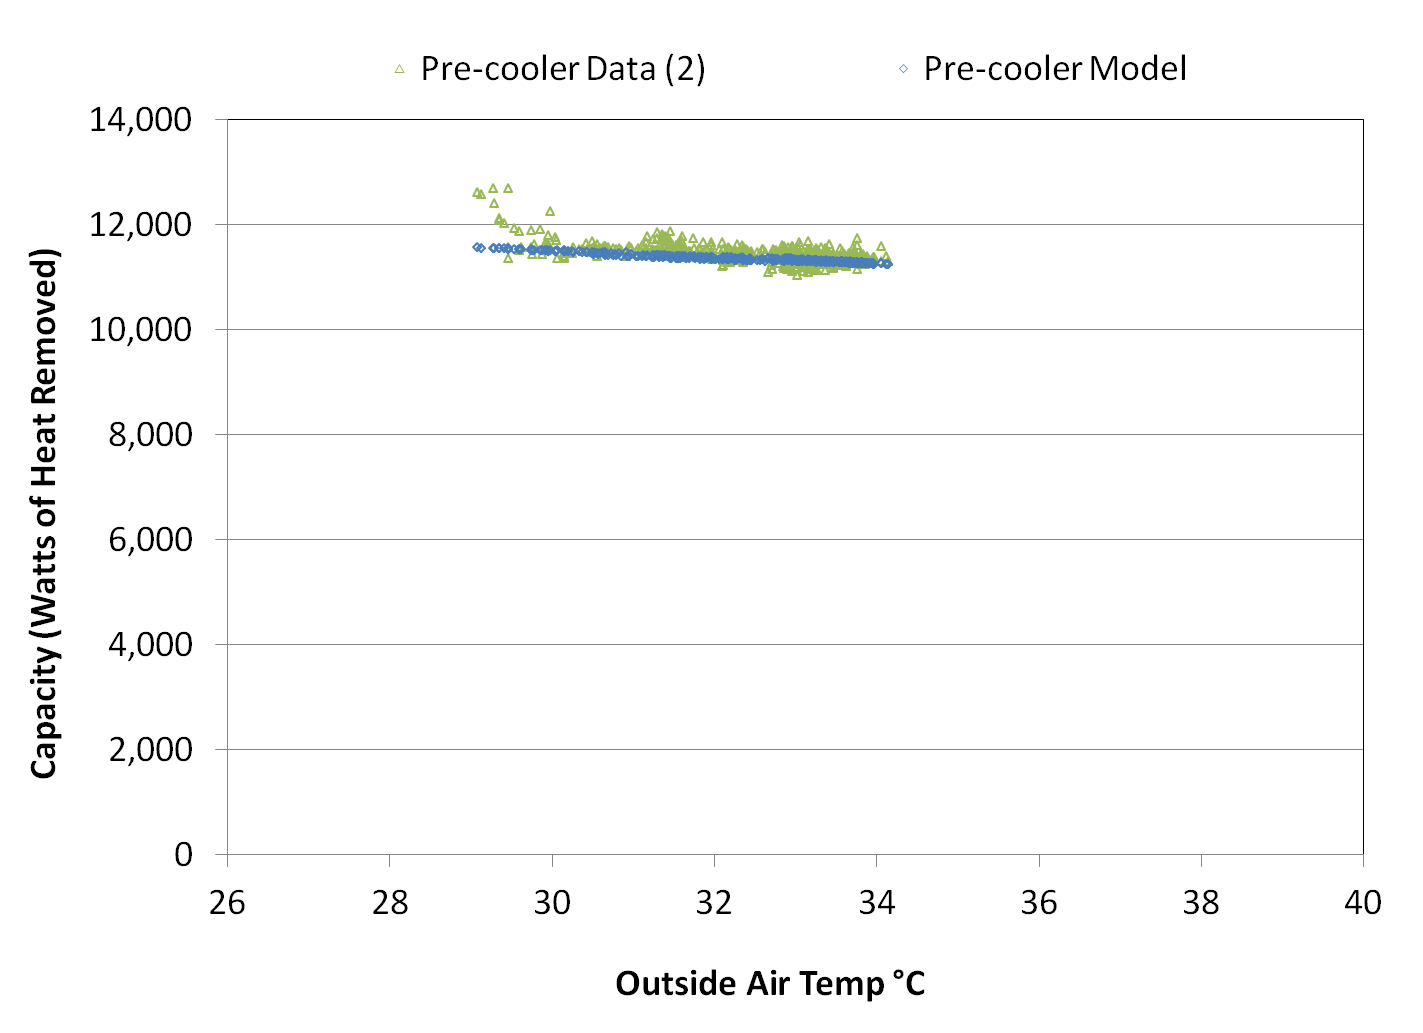 Pre-cooler Data (2)
Pre-cooler Model
14,000
12,000
10,000
8,000
6,000
4,000
2,000
0
Capacity (Watts of Heat Removed)
26 28 30 32 34 36 38 40
Outside Air Temp °C